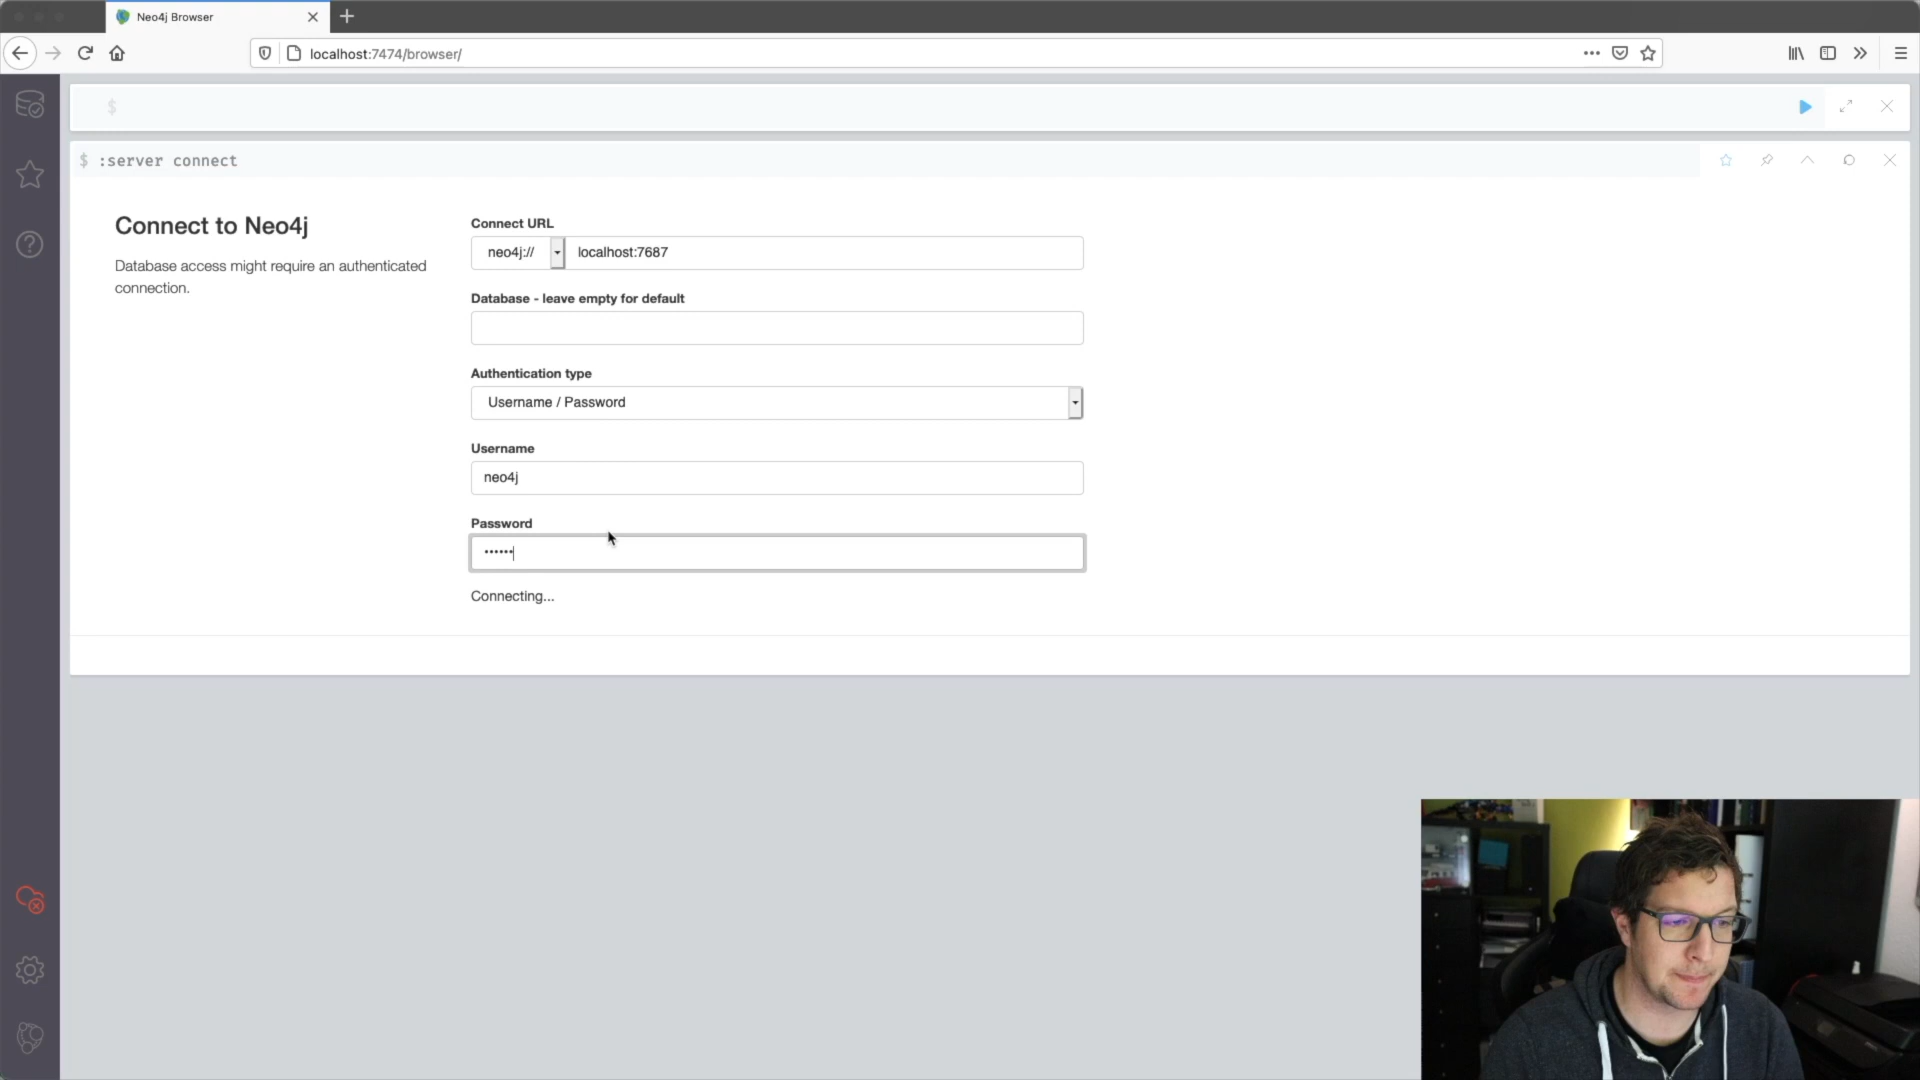 Neo4j Browser
localhost:7474/browser/
$
$ :server connect
Connect to Neo4j
Database access might require an authenticated
connection.
Connect URL
neo4j://
localhost:7687
Database - leave empty for default
Authentication type
Username / Password
Username
neo4j
Password
••••••
Connecting...